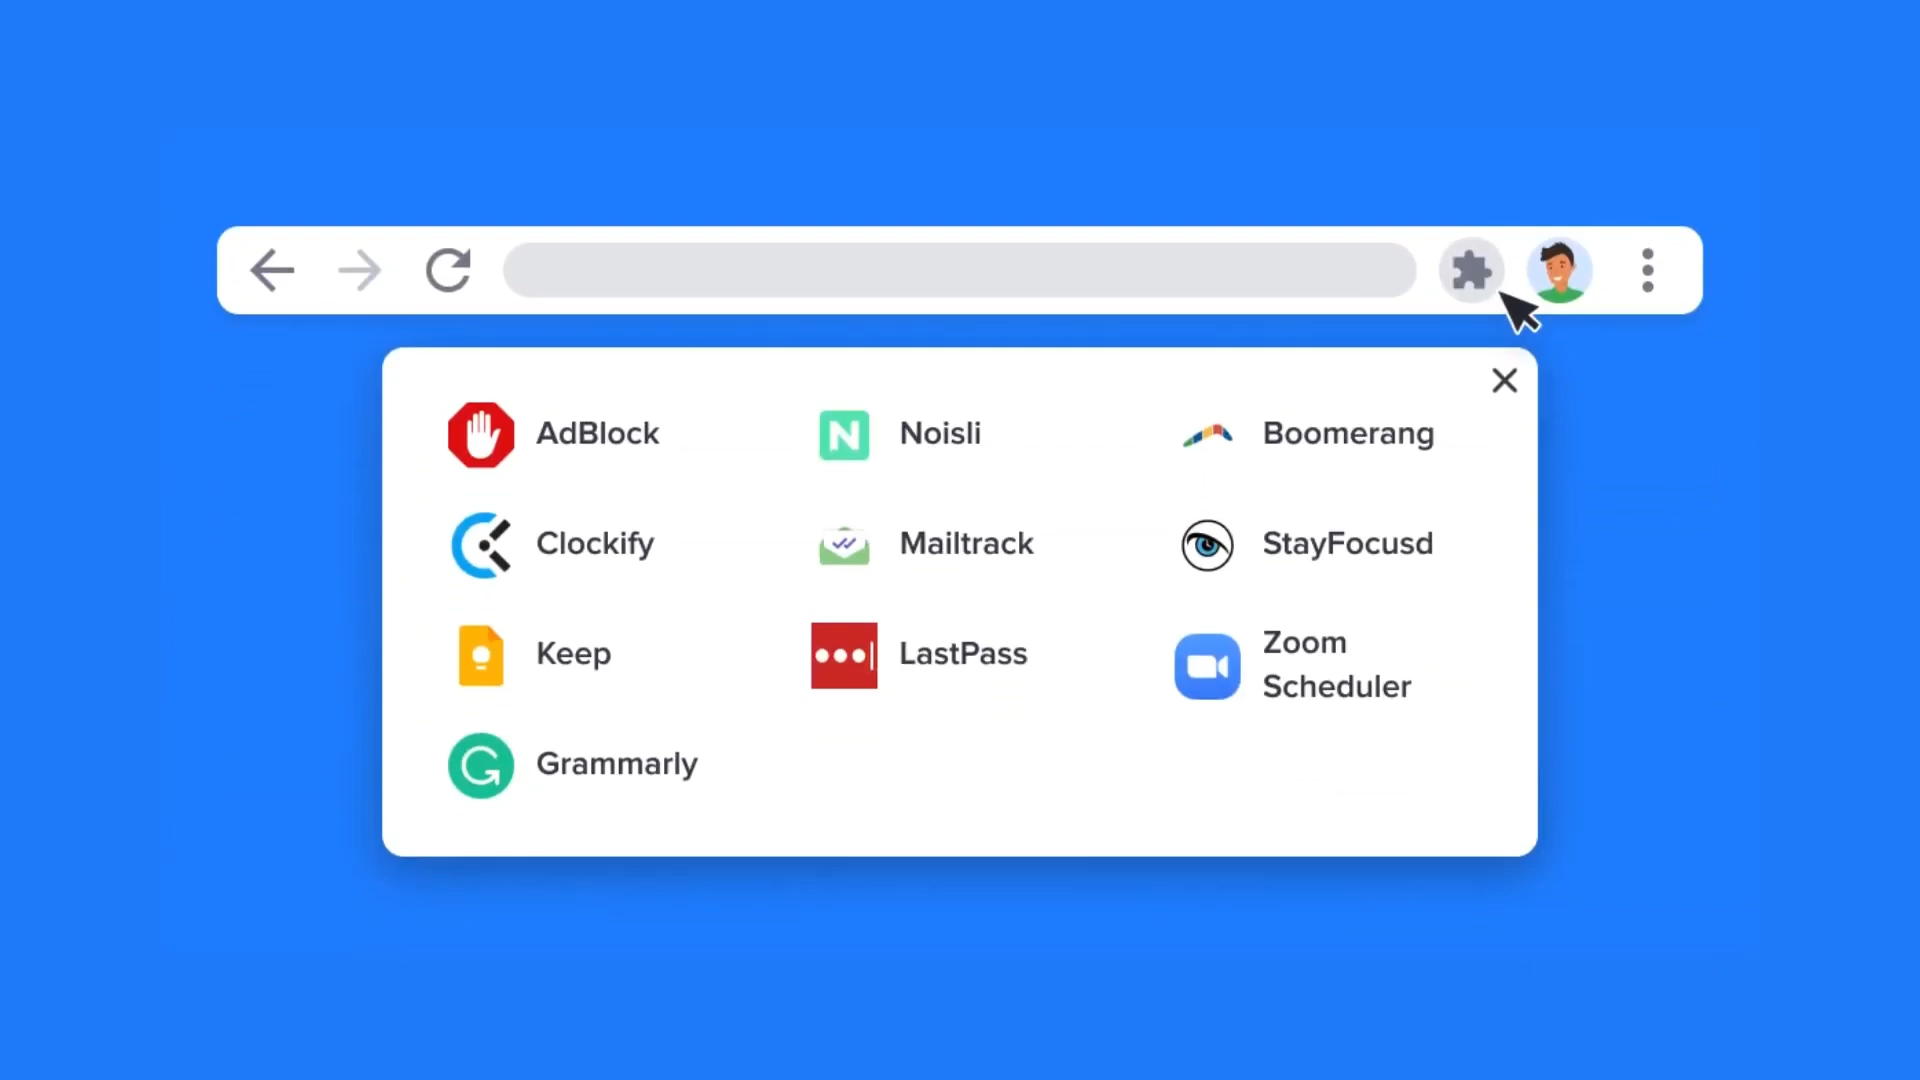 AdBlock
Noisli
Boomerang
Clockify
Mailtrack
StayFocusd
Keep
LastPass
Zoom
Scheduler
Grammarly